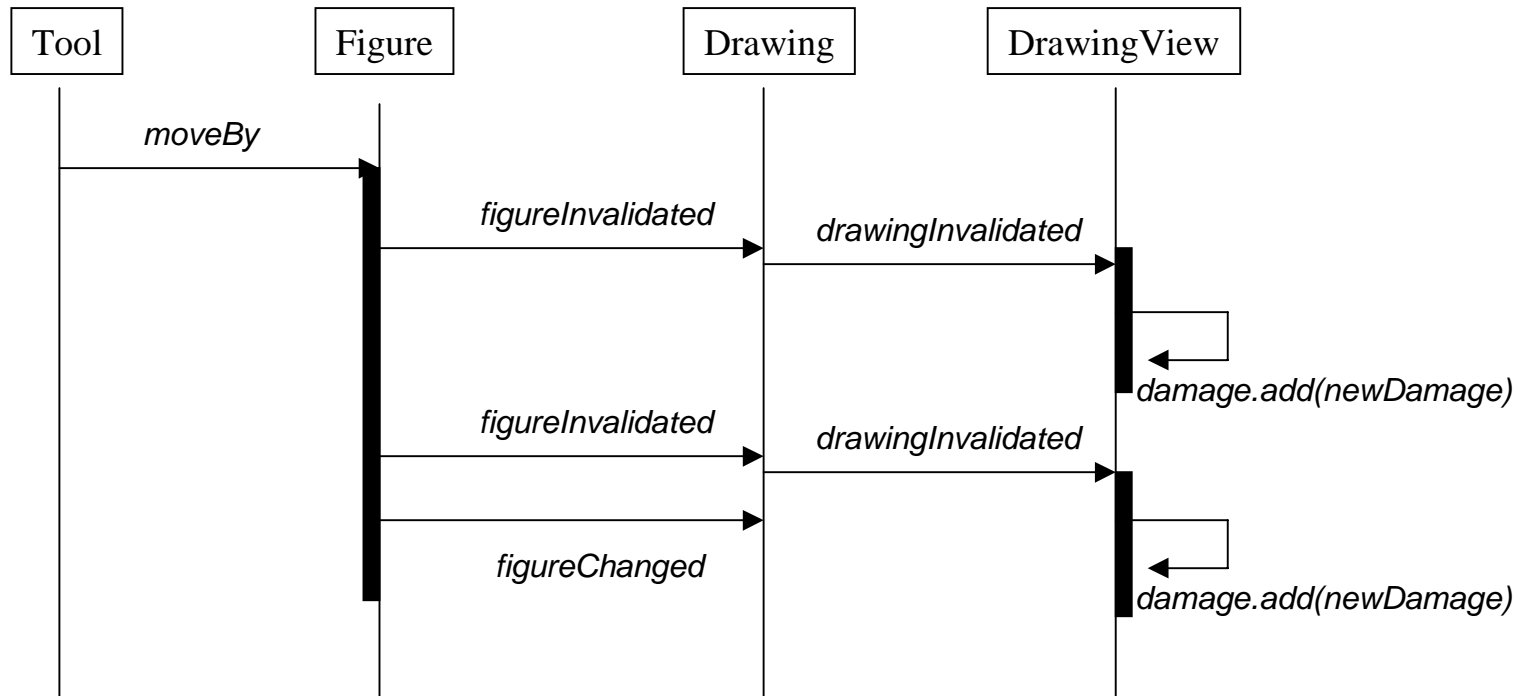 Tool
Figure
Drawing
DrawingView
moveBy
figureInvalidated
drawingInvalidated
damage.add(newDamage)
figureInvalidated
drawingInvalidated
figureChanged
damage.add(newDamage)